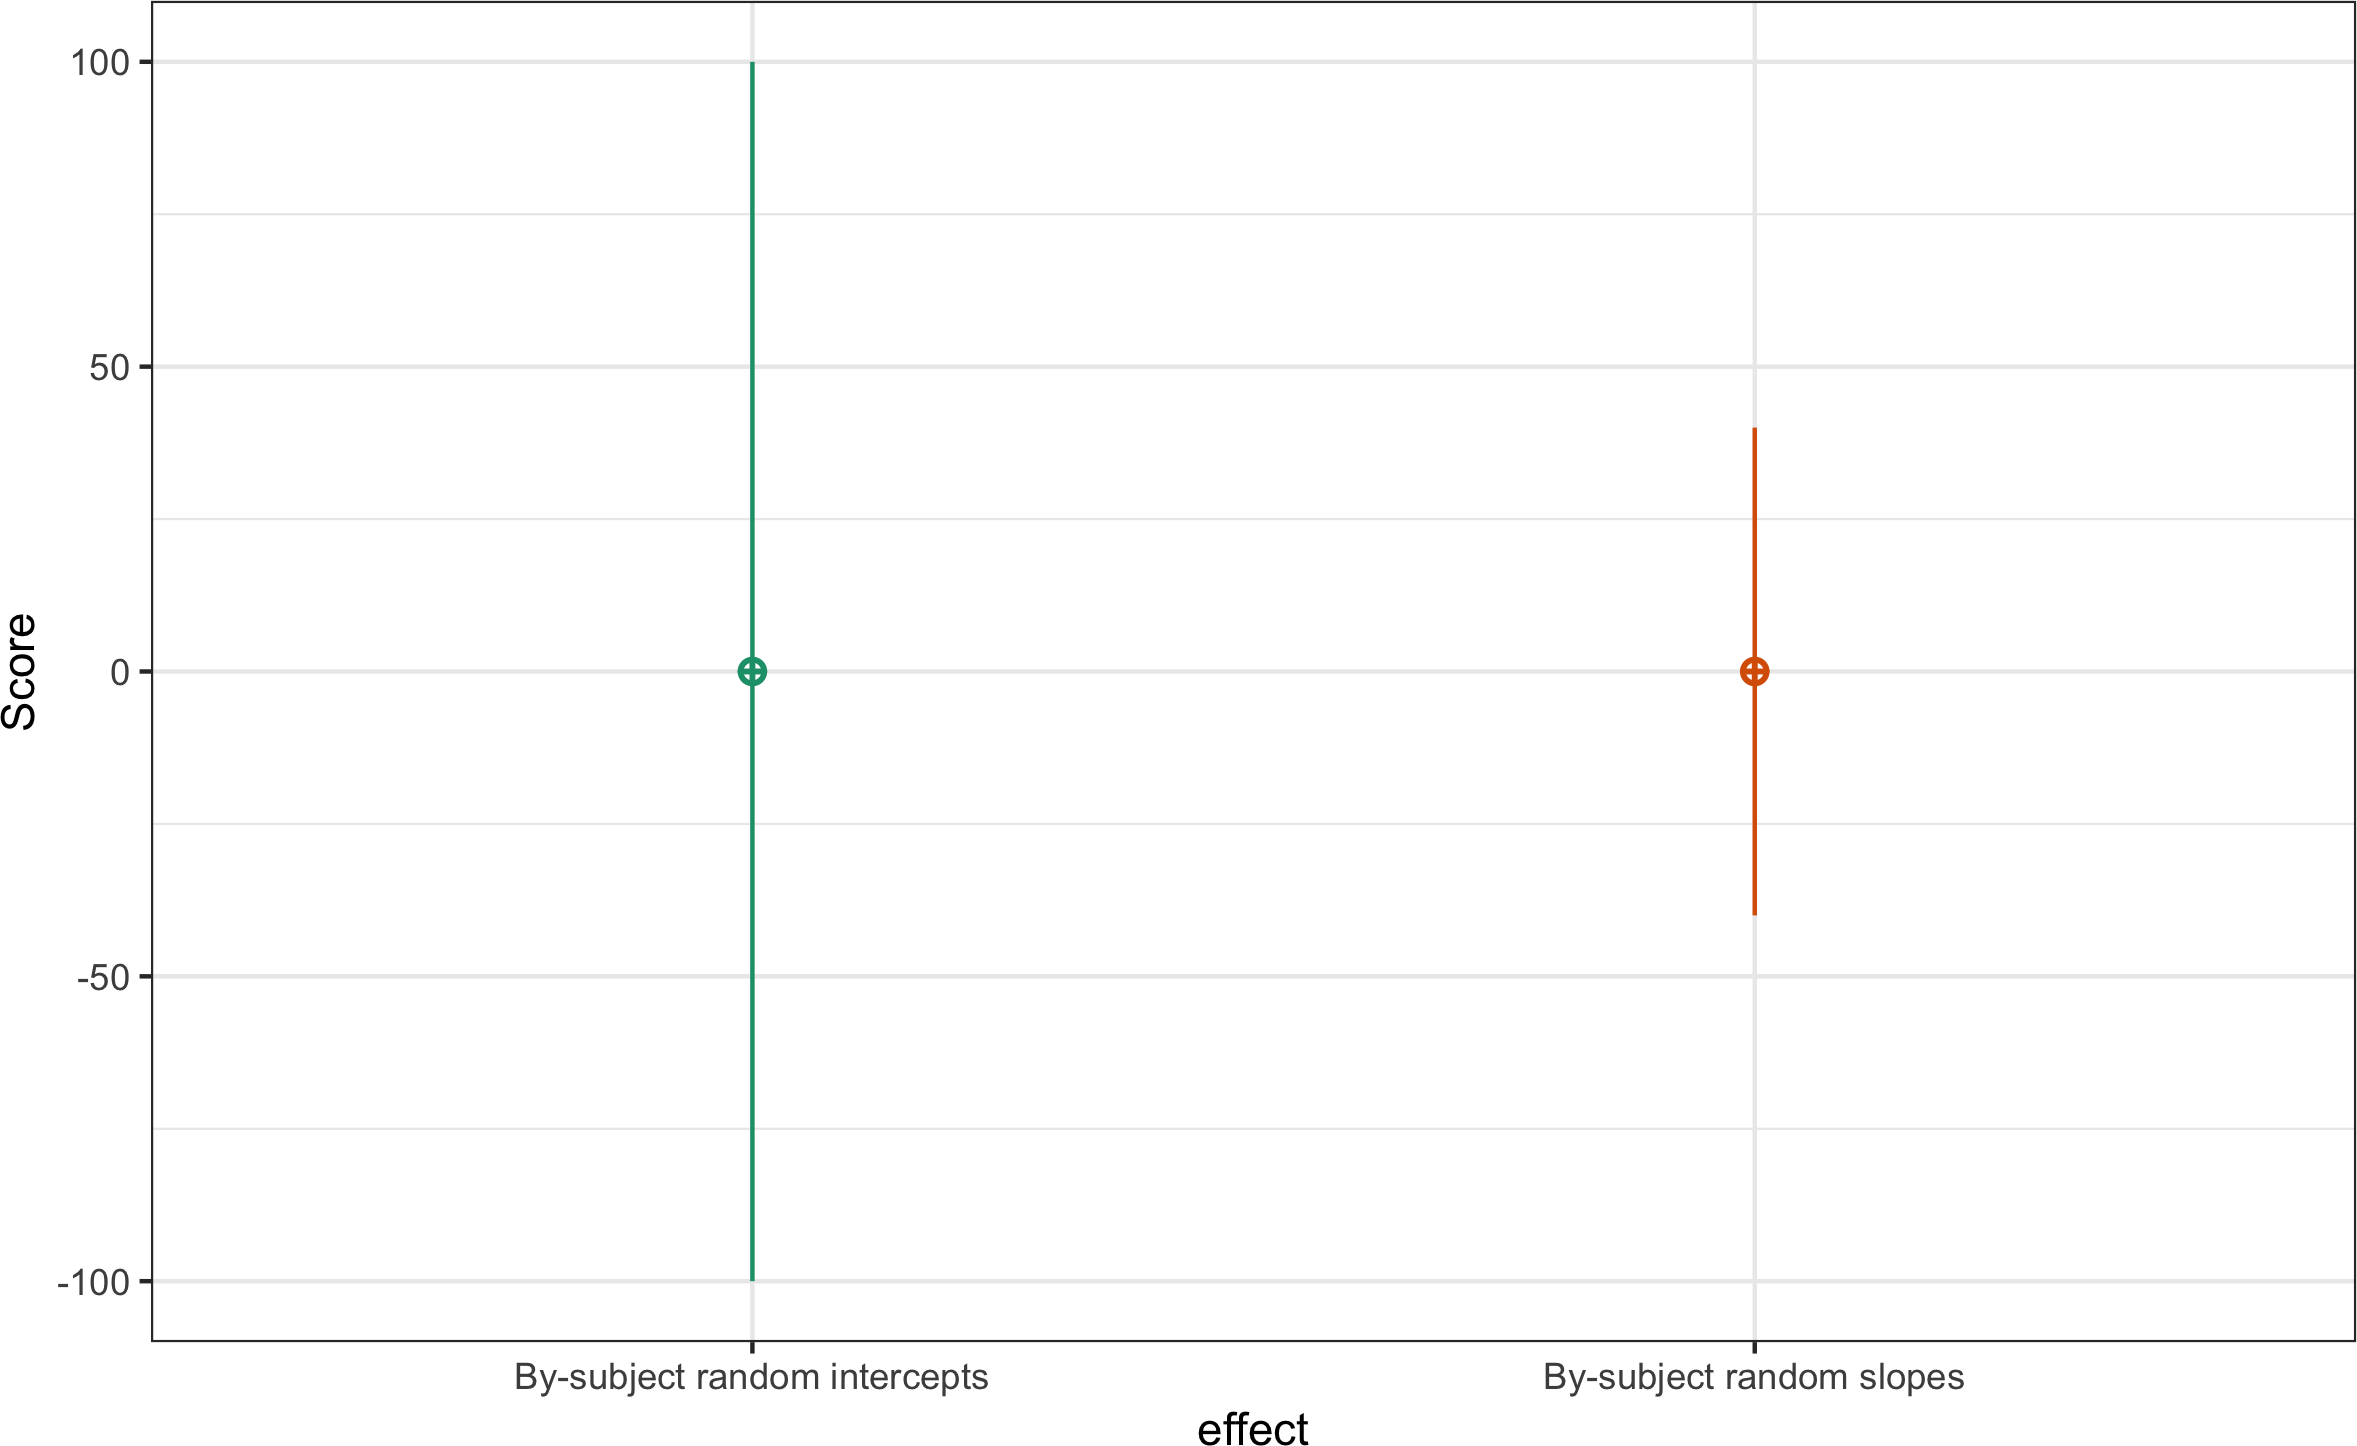 Score
100
50
0
-50
-100
By-subject random intercepts
By-subject random slopes
effect